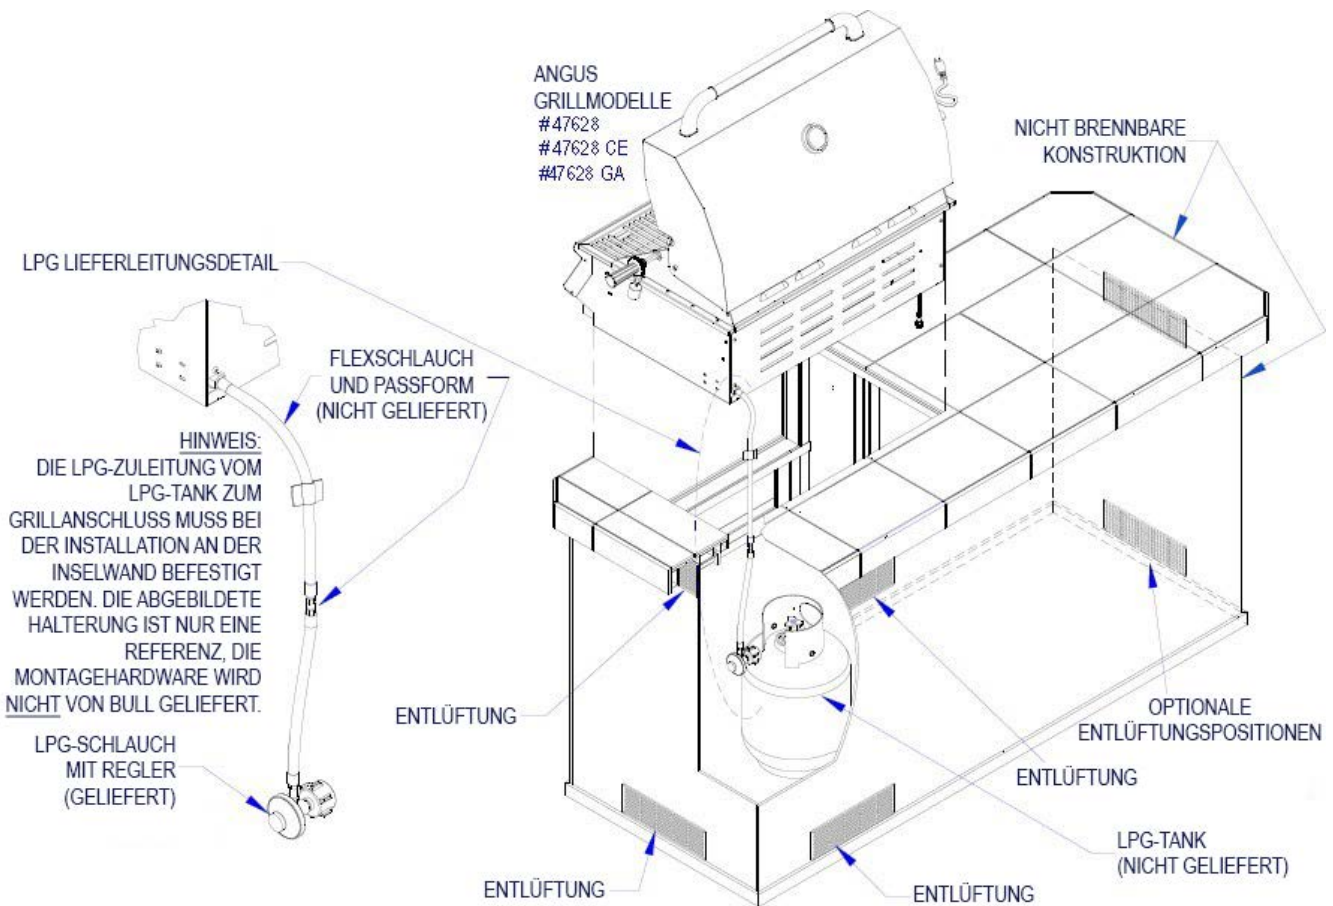 ANGUS
GRILLMODELLE
#47628
#47628 CE
#47628 GA
NICHT BRENNBARE
KONSTRUKTION
LPG LIEFERLEITUNGSDETAIL
FLEXSCHLAUCH
UND PASSFORM
(NICHT GELIEFERT)
HINWEIS:
DIE LPG-ZULEITUNG VOM
LPG-TANK ZUM
GRILLANSCHLUSS MUSS BEI
DER INSTALLATION AN DER
INSELWAND BEFESTIGT
WERDEN. DIE ABGEBILDETE
HALTERUNG IST NUR EINE
REFERENZ, DIE
MONTAGEHARDWARE WIRD
NICHT VON BULL GELIEFERT.
LPG-SCHLAUCH
MIT REGLER
(GELIEFERT)
ENTLÜFTUNG
OPTIONALE
ENTLÜFTUNGSPOSITIONEN
ENTLÜFTUNG
LPG-TANK
(NICHT GELIEFERT)
ENTLÜFTUNG
ENTLÜFTUNG